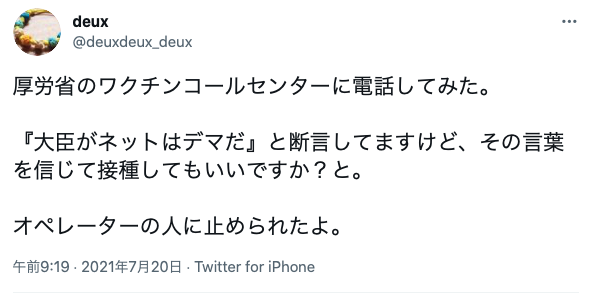 deux
@deuxdeux_deux
厚労省のワクチンコールセンターに電話してみた。
『大臣がネットはデマだ』と断言してますけど、その言葉
を信じて接種してもいいですか？と。
オペレーターの人に止められたよ。
午前9:19 · 2021年7月20日 · Twitter for iPhone